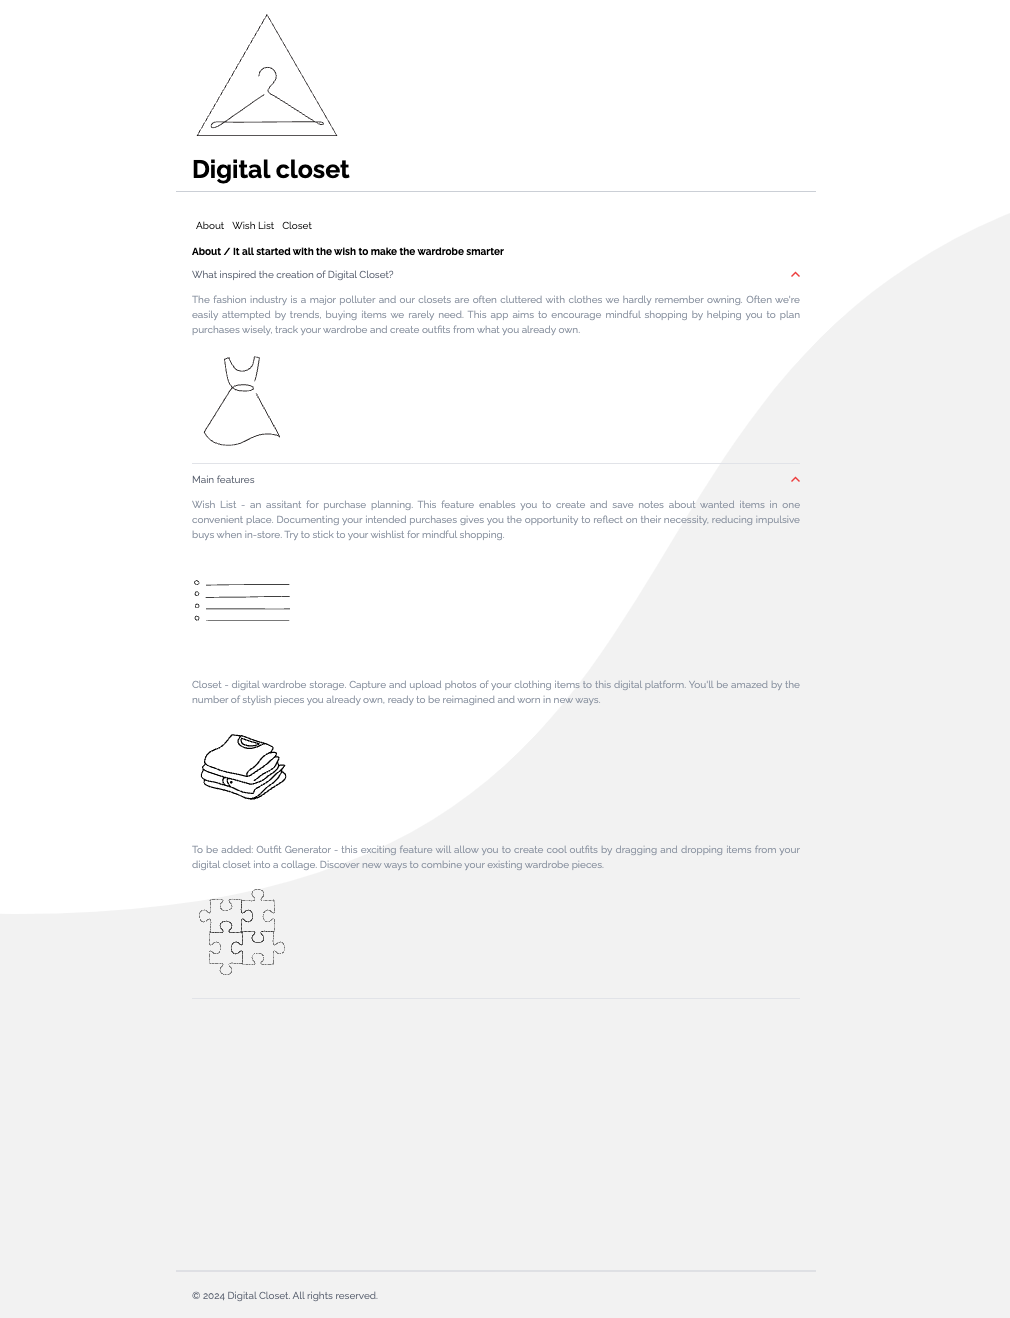 Digital closet
About Wish List Closet
About / It all started with the wish to make the wardrobe smarter
What inspired the creation of Digital Closet?
The fashion industry is a major polluter and our closets are often cluttered with clothes we hardly remember owning. Often we're
easily attempted by trends, buying items we rarely need. This app aims to encourage mindful shopping by helping you to plan
purchases wisely, track your wardrobe and create outfits from what you already own.
Main features
Wish List - an assitant for purchase planning. This feature enables you to create and save notes about wanted items in one
convenient place. Documenting your intended purchases gives you the opportunity to reflect on their necessity, reducing impulsive
buys when in-store. Try to stick to your wishlist for mindful shopping.
Closet - digital wardrobe storage. Capture and upload photos of your clothing items to this digital platform. You'll be amazed by the
number of stylish pieces you already own, ready to be reimagined and worn in new ways.
To be added: Outfit Generator - this exciting feature will allow you to create cool outfits by dragging and dropping items from your
digital closet into a collage. Discover new ways to combine your existing wardrobe pieces.
© 2024 Digital Closet. All rights reserved.